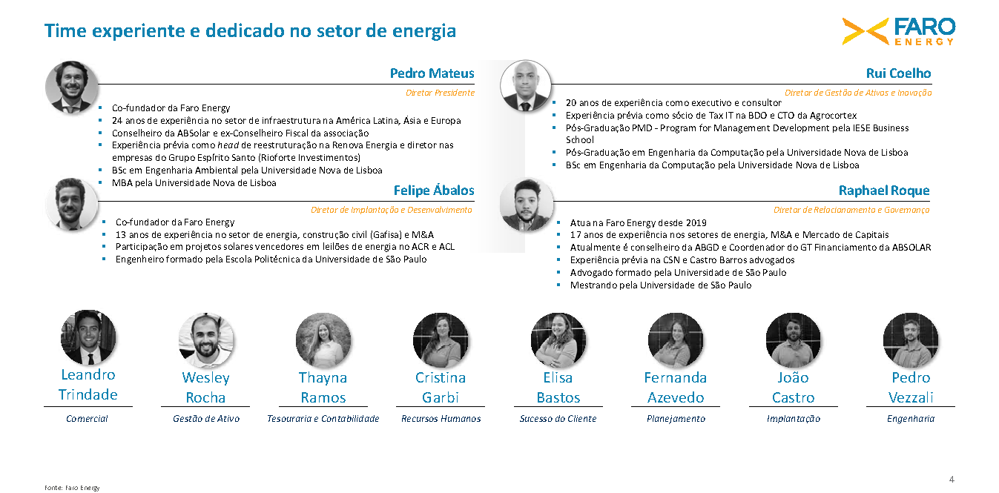 Time experiente e dedicado no setor de energia
FARO
ENERGY
Pedro Mateus
Diretor Presidente
▪ Co-fundador da Faro Energy
▪ 24 anos de experiência no setor de infraestrutura na América Latina, Ásia e Europa
▪ Conselheiro da ABSolar e ex-Conselheiro Fiscal da associação
▪ Experiência prévia como head de reestruturação na Renova Energia e diretor nas
empresas do Grupo Espírito Santo (Rioforte Investimentos)
▪ BSc em Engenharia Ambiental pela Universidade Nova de Lisboa
▪ MBA pela Universidade Nova de Lisboa
Rui Coelho
Diretor de Gestão de Ativos e Inovação
▪ 20 anos de experiência como executivo e consultor
▪ Experiência prévia como sócio de Tax IT na BDO e CTO da Agrocortex
▪ Pós-Graduação PMD - Program for Management Development pela IESE Business
School
▪ Pós-Graduação em Engenharia da Computação pela Universidade Nova de Lisboa
▪ BSc em Engenharia da Computação pela Universidade Nova de Lisboa
Felipe Ábalos
Diretor de Implantação e Desenvolvimento
▪ Co-fundador da Faro Energy
▪ 13 anos de experiência no setor de energia, construção civil (Gafisa) e M&A
▪ Participação em projetos solares vencedores em leilões de energia no ACR e ACL
▪ Engenheiro formado pela Escola Politécnica da Universidade de São Paulo
Raphael Roque
Diretor de Relacionamento e Governança
▪ Atua na Faro Energy desde 2019
▪ 17 anos de experiência nos setores de energia, M&A e Mercado de Capitais
▪ Atualmente é conselheiro da ABGD e Coordenador do GT Financiamento da ABSOLAR
▪ Experiência prévia na CSN e Castro Barros advogados
▪ Advogado formado pela Universidade de São Paulo
▪ Mestrando pela Universidade de São Paulo
Leandro
Trindade
Comercial
Wesley
Rocha
Gestão de Ativo
Thayna
Ramos
Tesouraria e Contabilidade
Cristina
Garbi
Recursos Humanos
Elisa
Bastos
Sucesso do Cliente
Fernanda
Azevedo
Planejamento
João
Castro
Implantação
Pedro
Vezzali
Engenharia
Fonte: Faro Energy
4